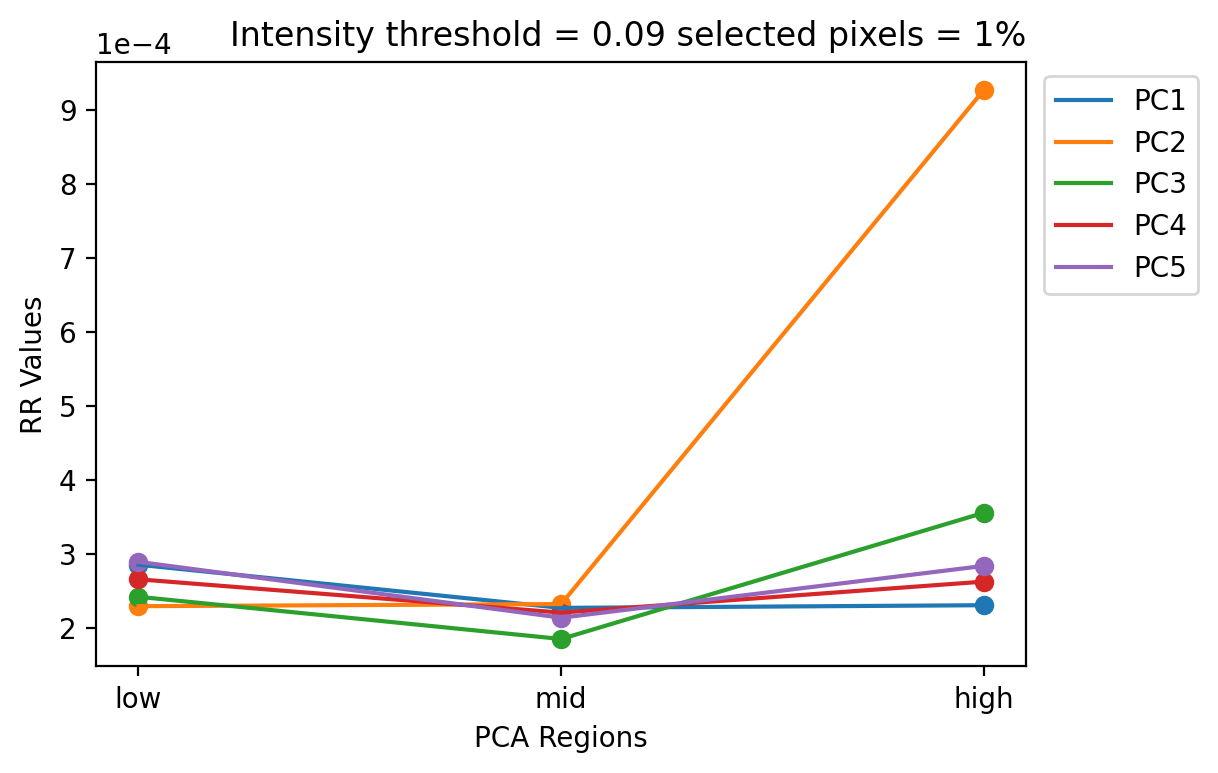 Intensity threshold = 0.09 selected pixels = 1%
1e−4
9
8
7
6
5
4
3
2
RR Values
low mid high
PCA Regions
PC1
PC2
PC3
PC4
PC5